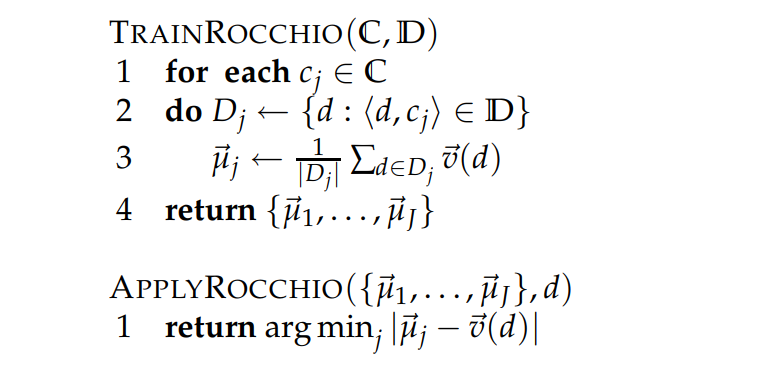 TRAINROCCHIO(ℂ, 𝔻)
1 for each c_j ∈ ℂ
2 do D_j ← {d : ⟨d, c_j⟩ ∈ 𝔻}
3 μ⃗_j ← 1/|D_j| ∑_{d∈D_j} v⃗(d)
4 return {μ⃗_1, . . . , μ⃗_J}
APPLYROCCHIO({μ⃗_1, . . . , μ⃗_J}, d)
1 return arg min_j |μ⃗_j − v⃗(d)|